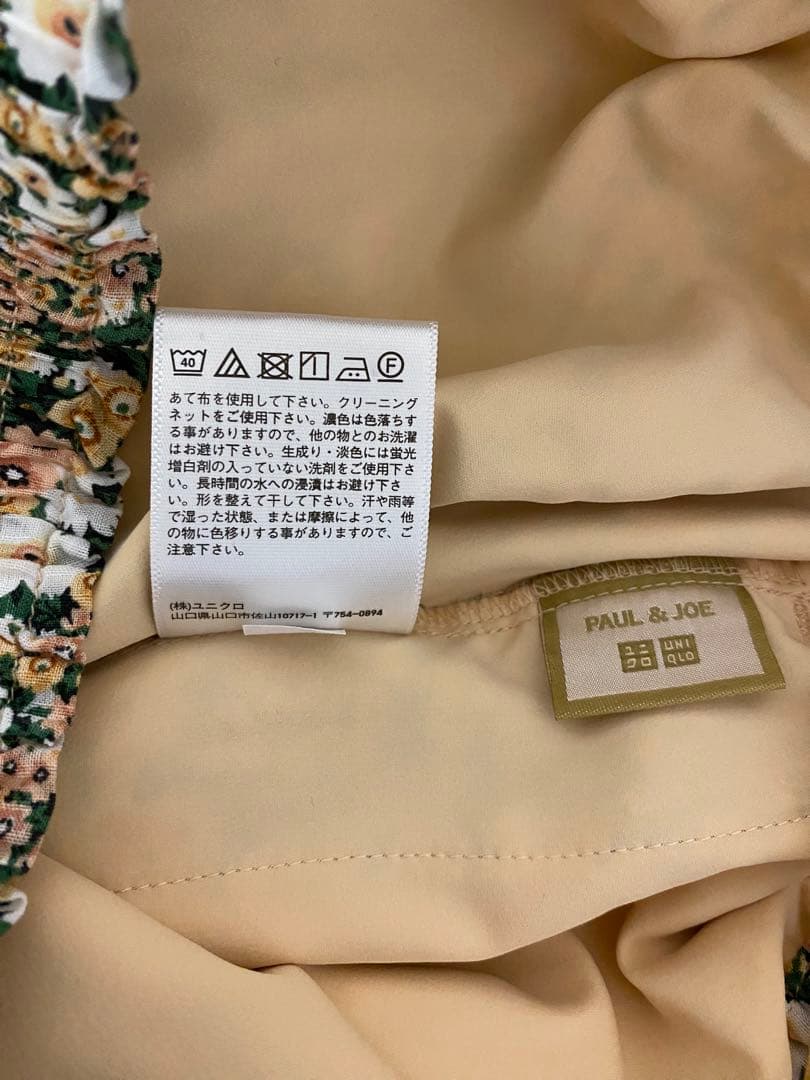 40 F
あて布を使用して下さい。クリーニング
ネットをご使用下さい。濃色は色落ちす
る事がありますので、他の物とのお洗濯
はお避け下さい。生成り・淡色には蛍光
増白剤の入っていない洗剤をご使用下さ
い。長時間の水への浸漬はお避け下さ
い。形を整えて干して下さい。汗や雨等
で湿った状態、または摩擦によって、他
の物に色移りする事がありますので、ご
注意下さい。
(株)ユニクロ
山口県山口市佐山10717-1 〒754-0894
PAUL & JOE
ユニ UNI
クロ QLO